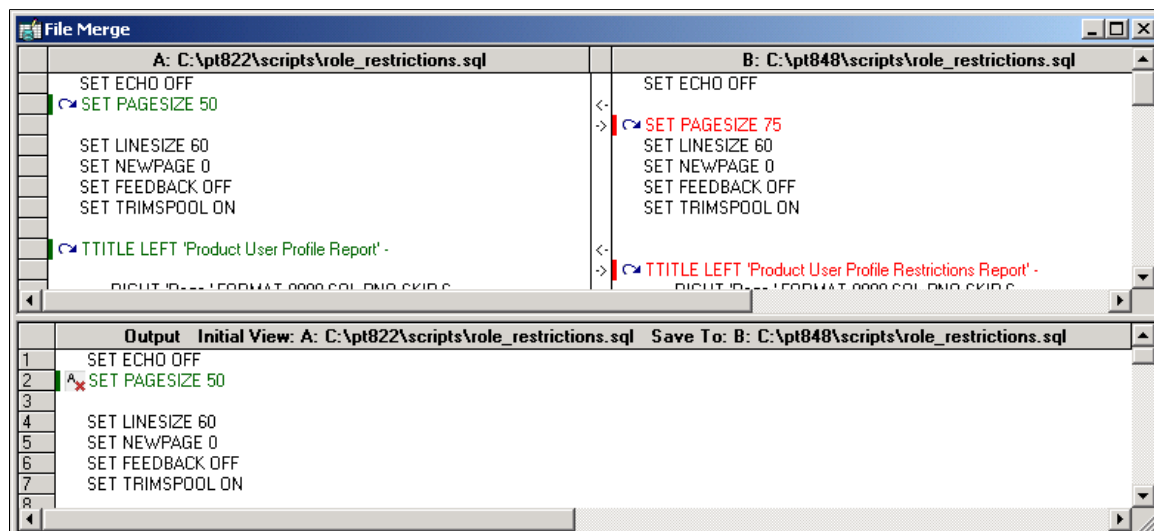 File Merge
A: C:\pt822\scripts\role_restrictions.sql
SET ECHO OFF
SET PAGESIZE 50
SET LINESIZE 60
SET NEWPAGE 0
SET FEEDBACK OFF
SET TRIMSPOOL ON
TTITLE LEFT 'Product User Profile Report' -
<-
->
<-
->
B: C:\pt848\scripts\role_restrictions.sql
SET ECHO OFF
SET PAGESIZE 75
SET LINESIZE 60
SET NEWPAGE 0
SET FEEDBACK OFF
SET TRIMSPOOL ON
TTITLE LEFT 'Product User Profile Restrictions Report' -
Output Initial View: A: C:\pt822\scripts\role_restrictions.sql Save To: B: C:\pt848\scripts\role_restrictions.sql
1 SET ECHO OFF
2 A SET PAGESIZE 50
3
4 SET LINESIZE 60
5 SET NEWPAGE 0
6 SET FEEDBACK OFF
7 SET TRIMSPOOL ON
8